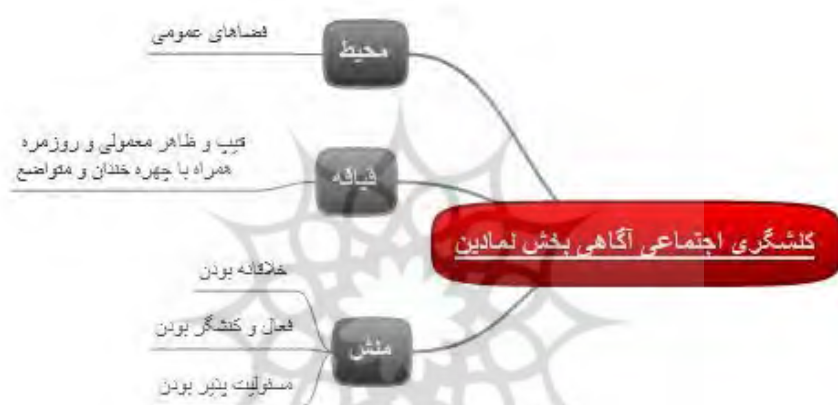 کنشگری اجتماعی آگاهی بخش نمادین
محیط
فضاهای عمومی
قیافه
تیپ و ظاهر معمولی و روزمره
همراه با چهره خندان و متواضع
منش
خلاقانه بودن
فعال و کنشگر بودن
مسئولیت پذیر بودن